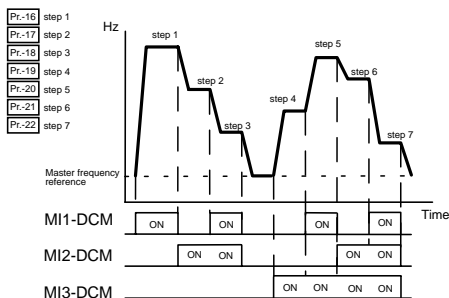 Pr.-16 step 1
Pr.-17 step 2
Pr.-18 step 3
Pr.-19 step 4
Pr.-20 step 5
Pr.-21 step 6
Pr.-22 step 7
Hz
step 1
step 2
step 3
step 4
step 5
step 6
step 7
Master frequency
reference
Time
MI1-DCM ON ON ON ON
MI2-DCM ON ON ON ON
MI3-DCM ON ON ON ON